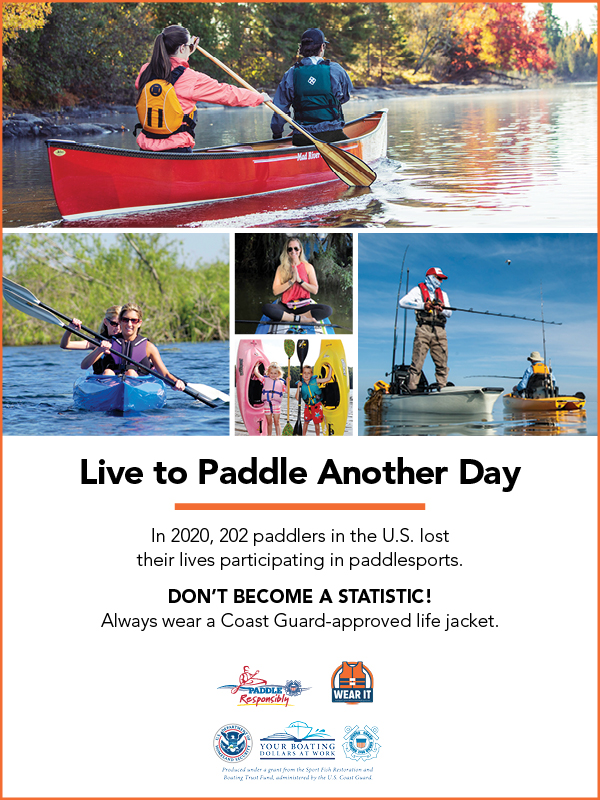 Mad River
Live to Paddle Another Day
In 2020, 202 paddlers in the U.S. lost
their lives participating in paddlesports.
DON'T BECOME A STATISTIC!
Always wear a Coast Guard-approved life jacket.
PADDLE
Responsibly
WEAR IT
YOUR BOATING
DOLLARS AT WORK
Produced under a grant from the Sport Fish Restoration and
Boating Trust Fund, administered by the U.S. Coast Guard.